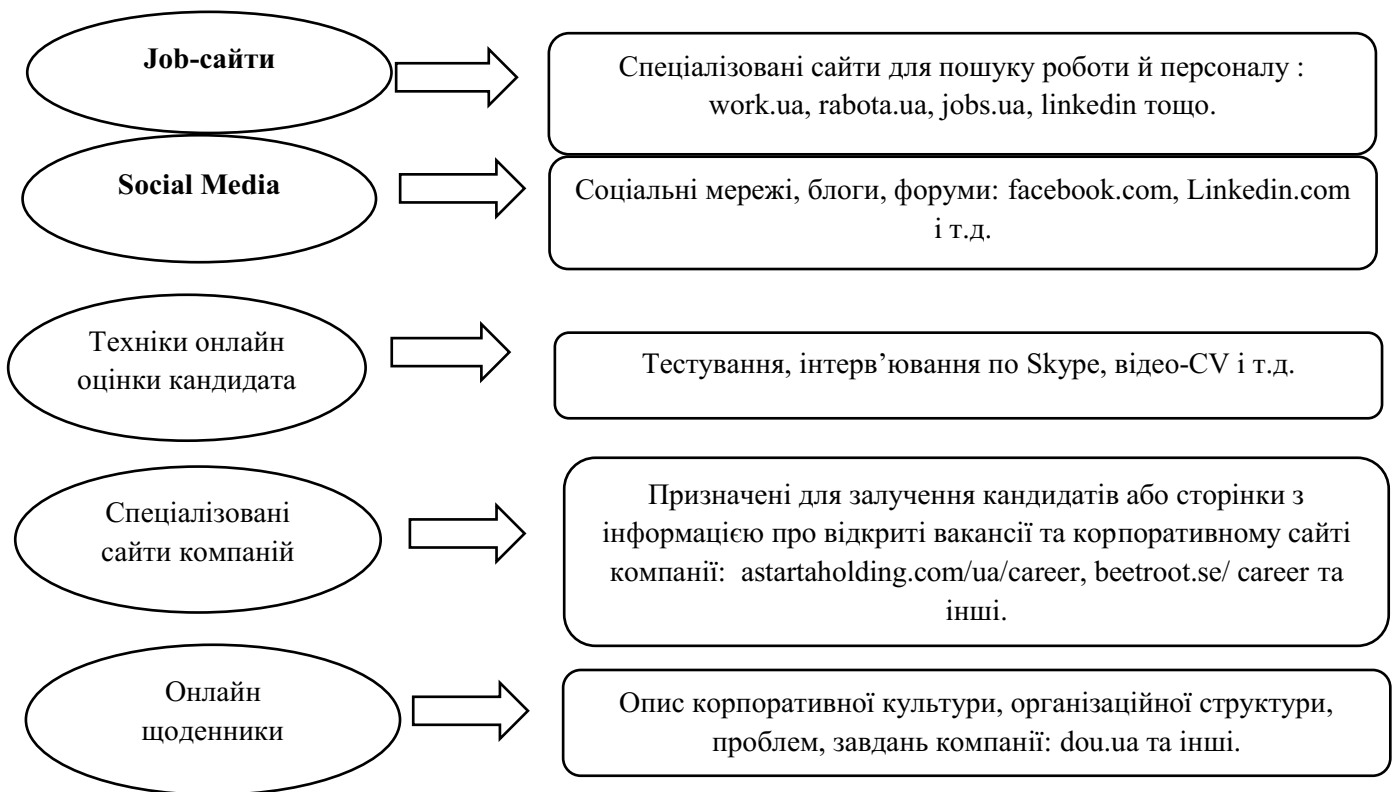 Job-сайти
Спеціалізовані сайти для пошуку роботи й персоналу :
work.ua, rabota.ua, jobs.ua, linkedin тощо.
Social Media
Соціальні мережі, блоги, форуми: facebook.com, Linkedin.com
і т.д.
Техніки онлайн
оцінки кандидата
Тестування, інтерв’ювання по Skype, відео-CV і т.д.
Спеціалізовані
сайти компаній
Призначені для залучення кандидатів або сторінки з
інформацією про відкриті вакансії та корпоративному сайті
компанії: astartaholding.com/ua/career, beetroot.se/ career та
інші.
Онлайн
щоденники
Опис корпоративної культури, організаційної структури,
проблем, завдань компанії: dou.ua та інші.